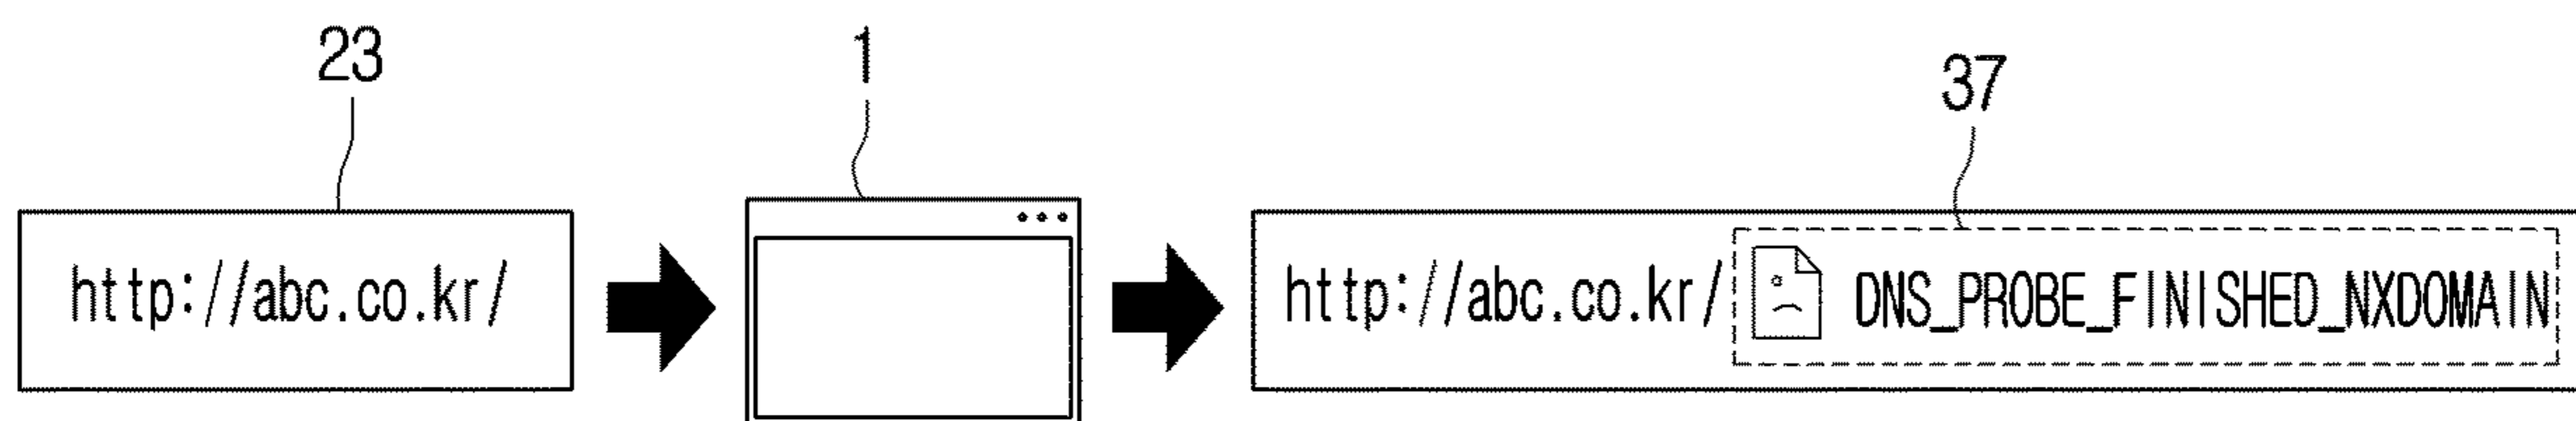 23
1
37
http://abc.co.kr/
http://abc.co.kr/ DNS_PROBE_FINISHED_NXDOMAIN